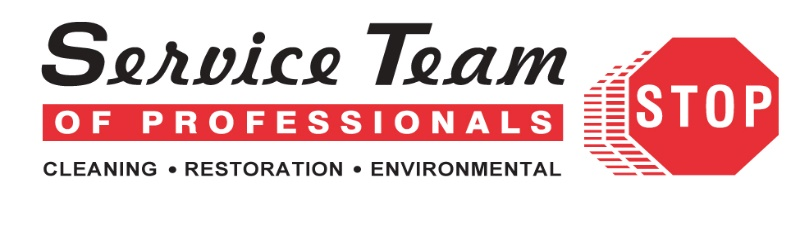 Service Team
OF PROFESSIONALS
CLEANING • RESTORATION • ENVIRONMENTAL
STOP